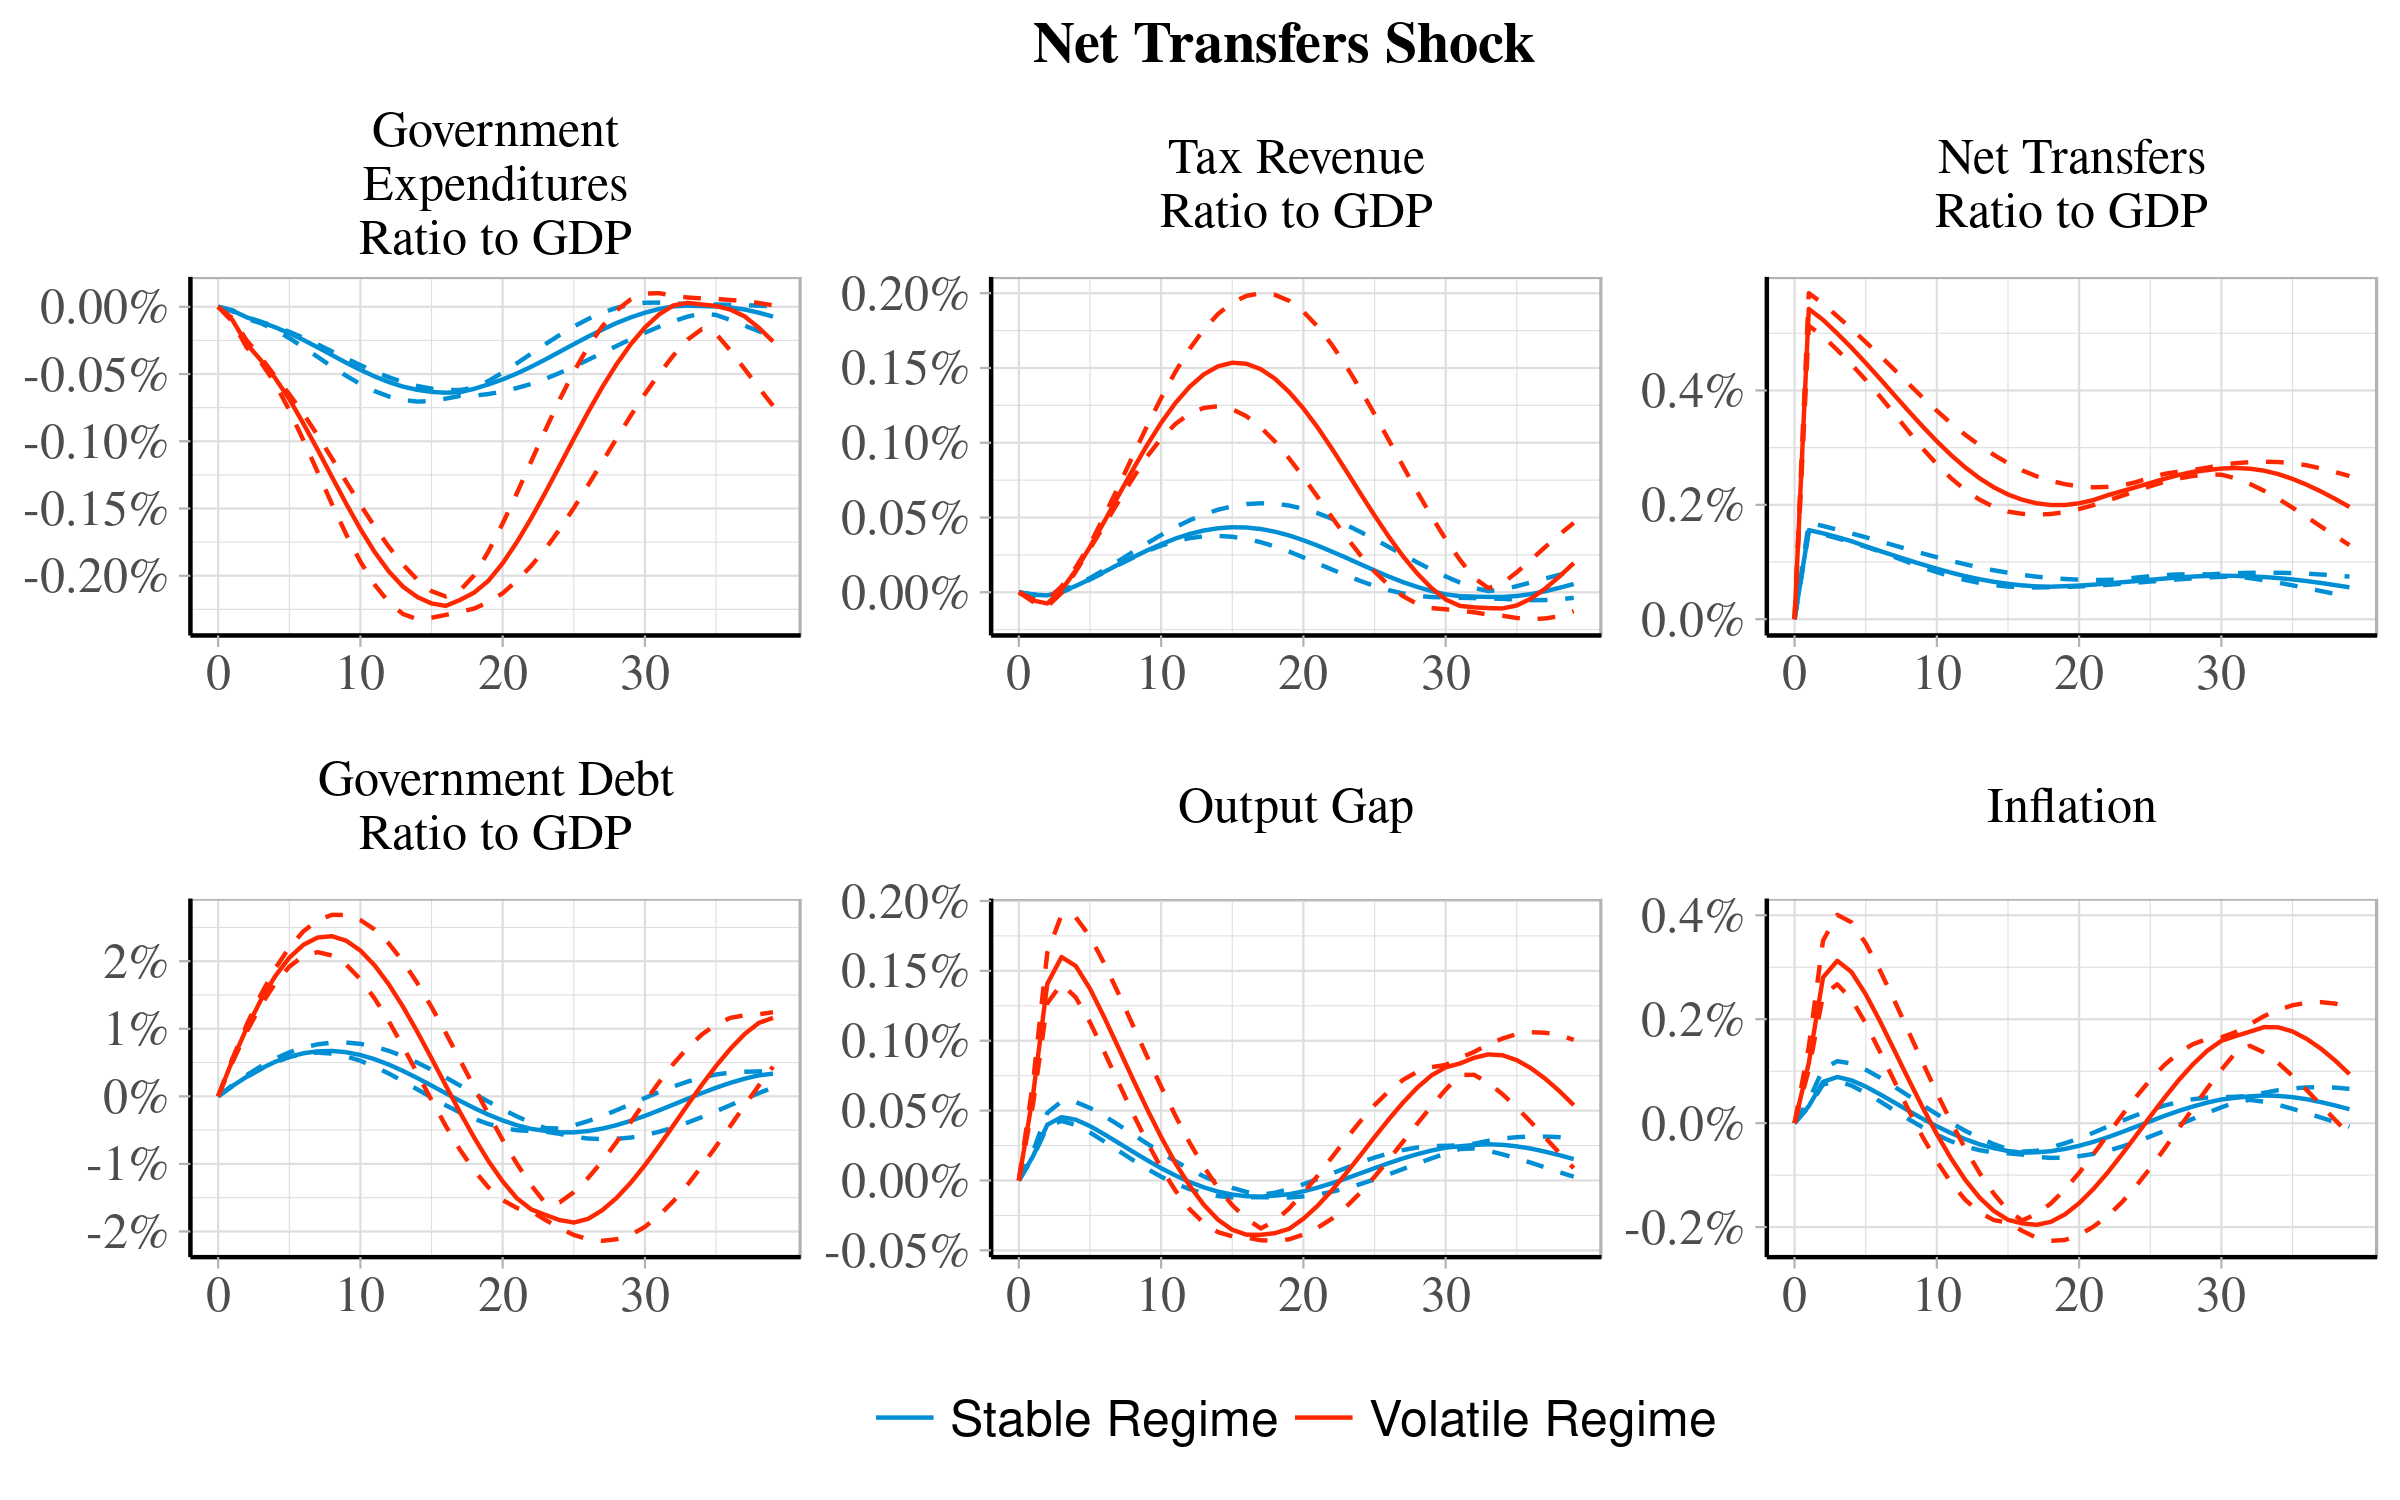 Net Transfers Shock
Government
Expenditures
Ratio to GDP
0.00%
-0.05%
-0.10%
-0.15%
-0.20%
0 10 20 30
Tax Revenue
Ratio to GDP
0.20%
0.15%
0.10%
0.05%
0.00%
0 10 20 30
Net Transfers
Ratio to GDP
0.4%
0.2%
0.0%
0 10 20 30
Government Debt
Ratio to GDP
2%
1%
0%
-1%
-2%
0 10 20 30
Output Gap
0.20%
0.15%
0.10%
0.05%
0.00%
-0.05%
0 10 20 30
Inflation
0.4%
0.2%
0.0%
-0.2%
0 10 20 30
Stable Regime Volatile Regime